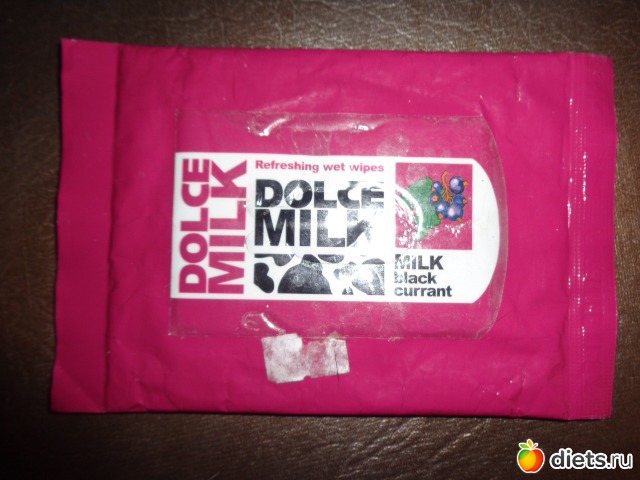 DOLCE
MILK
Refreshing wet wipes
DOLCE
MILK
MILK
black
currant
diets.ru